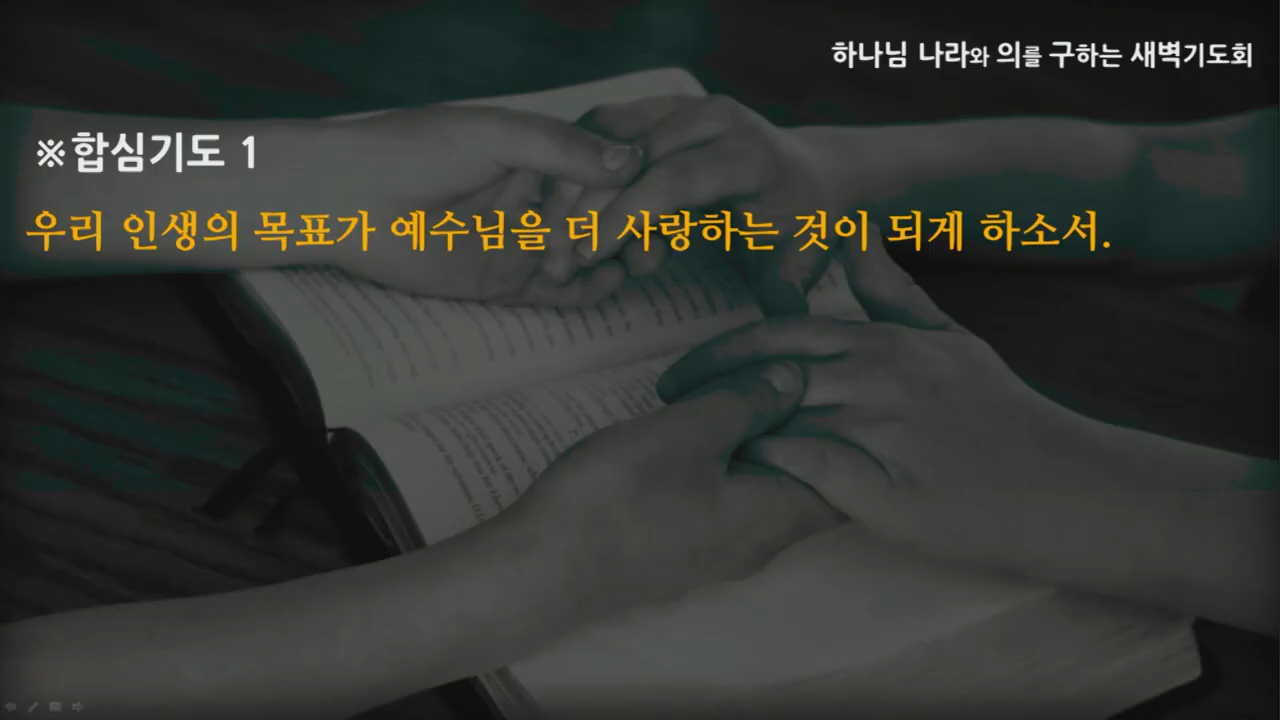 하나님 나라와 의를 구하는 새벽기도회
※합심기도 1
우리 인생의 목표가 예수님을 더 사랑하는 것이 되게 하소서.